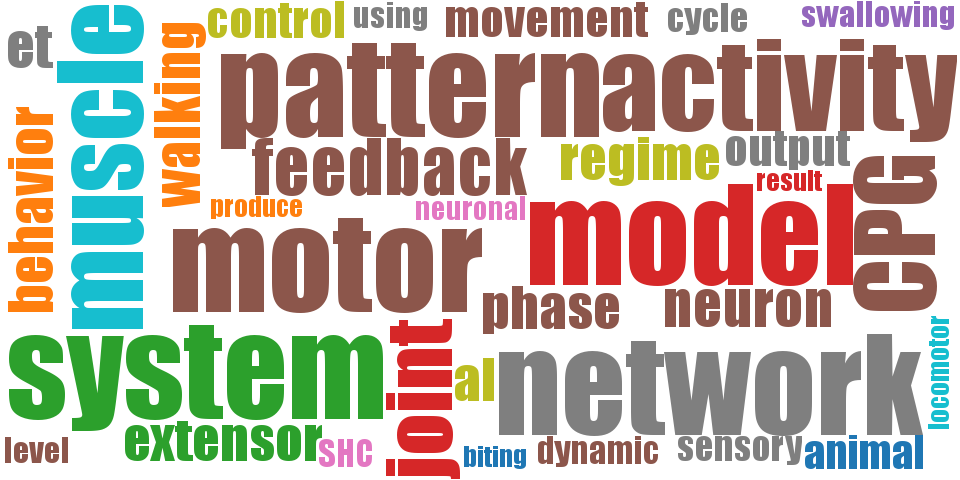 et
muscle
control
using
movement
cycle
swallowing
walking
pattern
activity
behavior
feedback
regime
output
result
CPG
produce
neuronal
motor
model
phase
neuron
system
joint
al
network
locomotor
extensor
SHC
level
biting
dynamic
sensory
animal